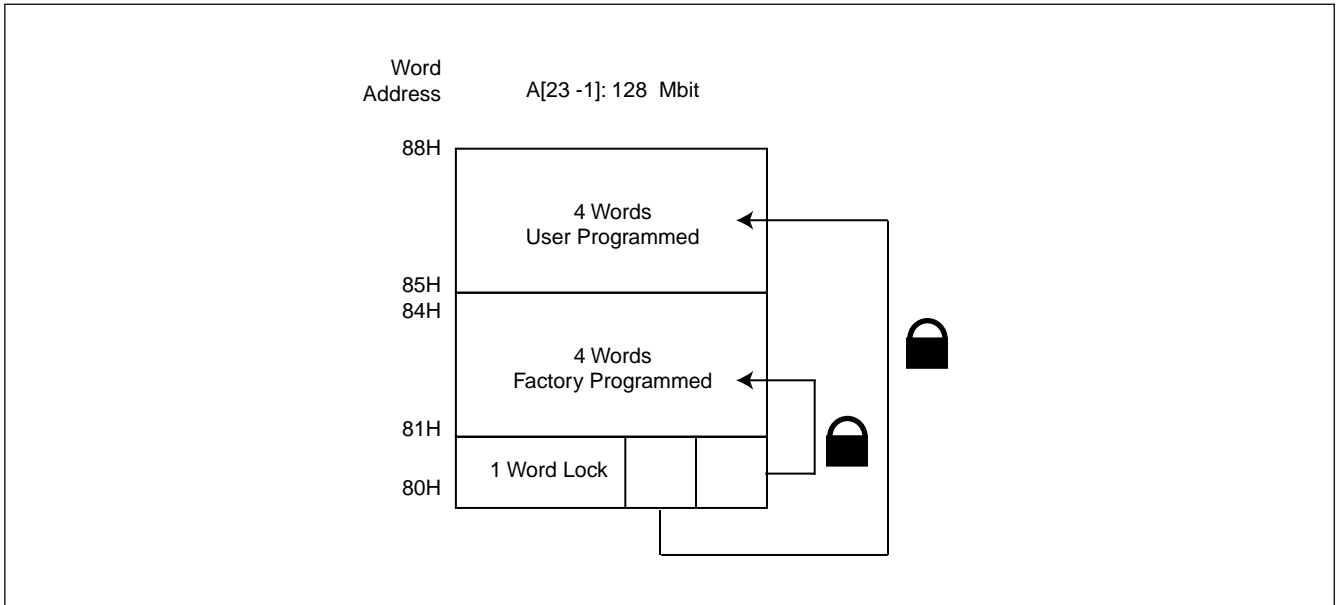 Word
Address
A[23 -1]: 128 Mbit
88H
4 Words
User Programmed
85H
84H
4 Words
Factory Programmed
81H
1 Word Lock
80H